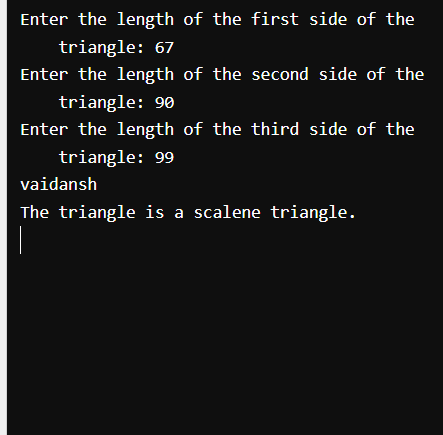 Enter the length of the first side of the
triangle: 67
Enter the length of the second side of the
triangle: 90
Enter the length of the third side of the
triangle: 99
vaidansh
The triangle is a scalene triangle.